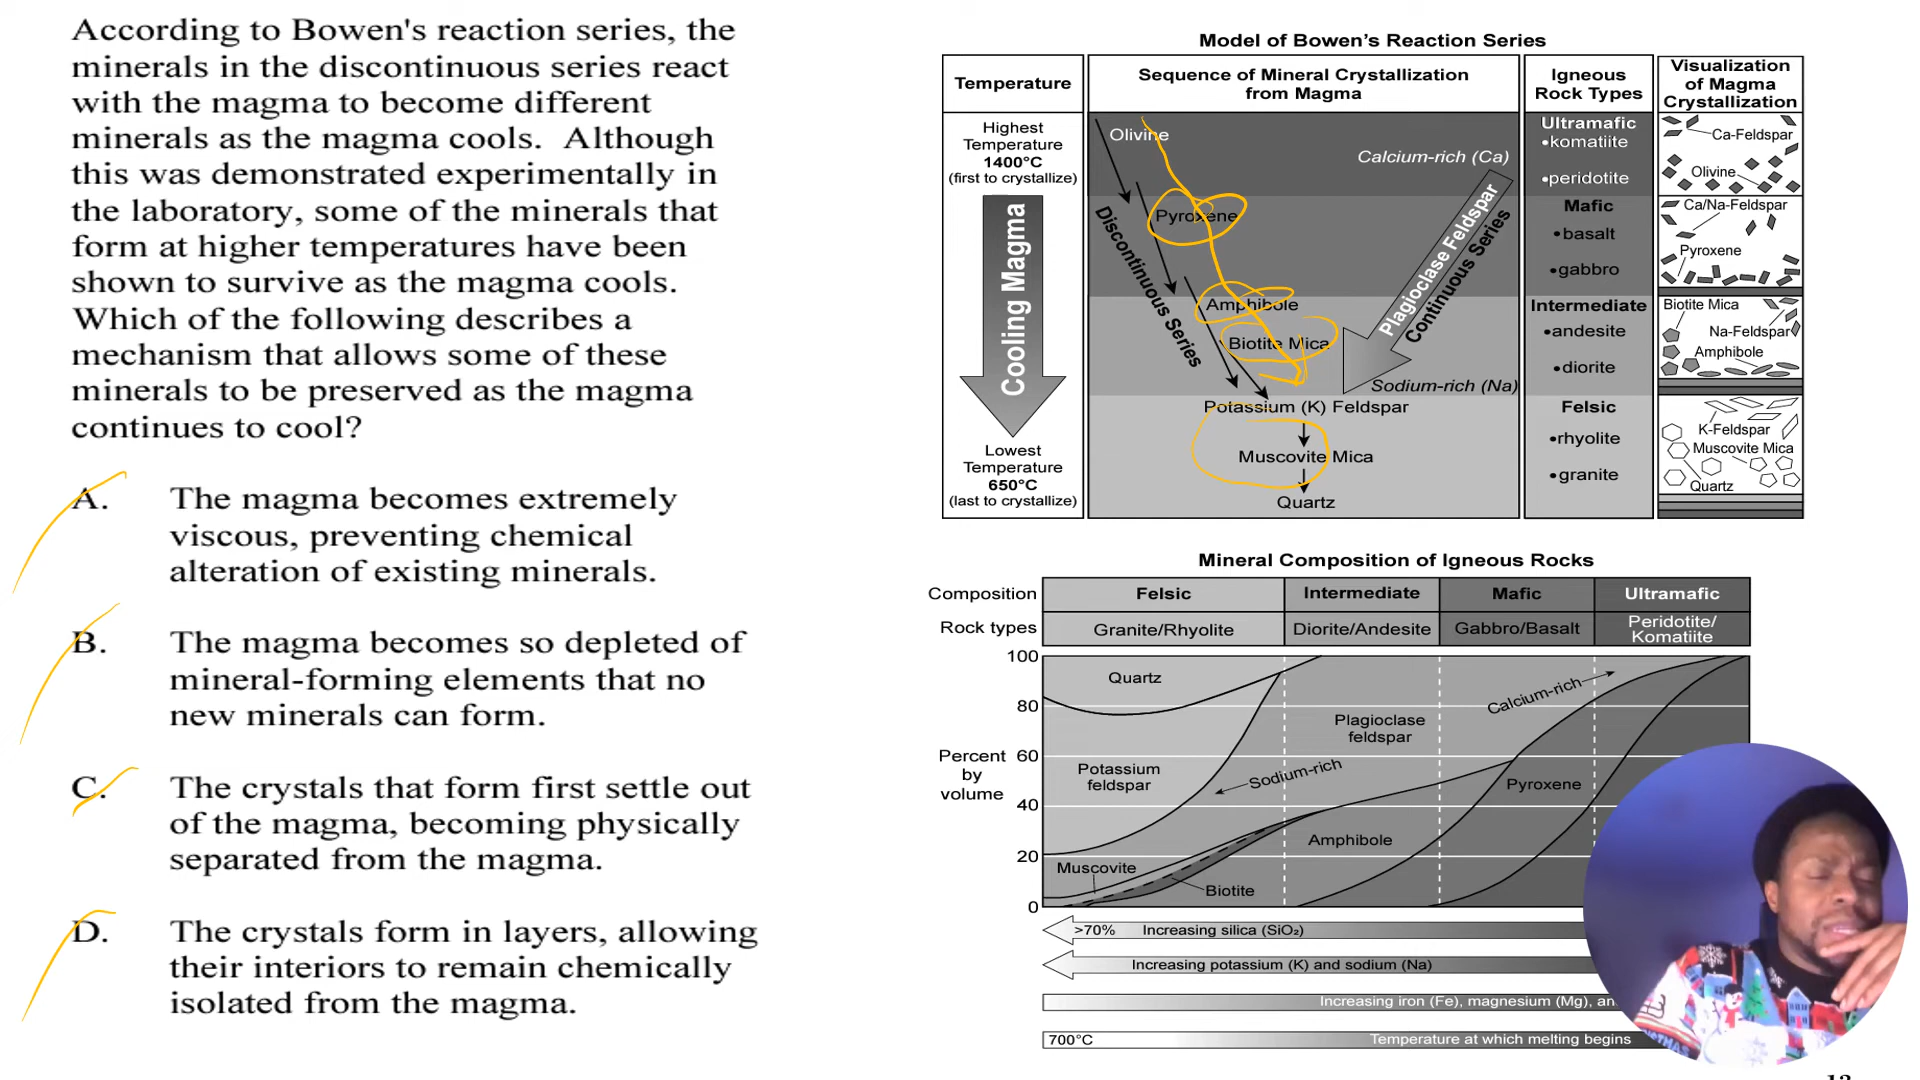 According to Bowen's reaction series, the
minerals in the discontinuous series react
with the magma to become different
minerals as the magma cools.  Although
this was demonstrated experimentally in
the laboratory, some of the minerals that
form at higher temperatures have been
shown to survive as the magma cools.
Which of the following describes a
mechanism that allows some of these
minerals to be preserved as the magma
continues to cool?
A. The magma becomes extremely
viscous, preventing chemical
alteration of existing minerals.
B. The magma becomes so depleted of
mineral-forming elements that no
new minerals can form.
C. The crystals that form first settle out
of the magma, becoming physically
separated from the magma.
D. The crystals form in layers, allowing
their interiors to remain chemically
isolated from the magma.
Model of Bowen's Reaction Series
Temperature
Sequence of Mineral Crystallization
from Magma
Igneous
Rock Types
Visualization
of Magma
Crystallization
Highest
Temperature
1400°C
(first to crystallize)
Cooling Magma
Lowest
Temperature
650°C
(last to crystallize)
Olivine
Pyroxene
Amphibole
Biotite Mica
Discontinuous Series
Calcium-rich (Ca)
Plagioclase Feldspar
Continuous Series
Sodium-rich (Na)
Potassium (K) Feldspar
Muscovite Mica
Quartz
Ultramafic
•komatiite
•peridotite
Mafic
•basalt
•gabbro
Intermediate
•andesite
•diorite
Felsic
•rhyolite
•granite
Ca-Feldspar
Olivine
Ca/Na-Feldspar
Pyroxene
Biotite Mica
Na-Feldspar
Amphibole
K-Feldspar
Muscovite Mica
Quartz
Mineral Composition of Igneous Rocks
Composition Felsic Intermediate Mafic Ultramafic
Rock types Granite/Rhyolite Diorite/Andesite Gabbro/Basalt Peridotite/
Komatiite
Percent
by
volume
100
80
60
40
20
0
Quartz
Potassium
feldspar
Muscovite
Biotite
Sodium-rich
Plagioclase
feldspar
Calcium-rich
Amphibole
Pyroxene
>70% Increasing silica (SiO₂)
Increasing potassium (K) and sodium (Na)
Increasing iron (Fe), magnesium (Mg),
700°C Temperature at which melting begins